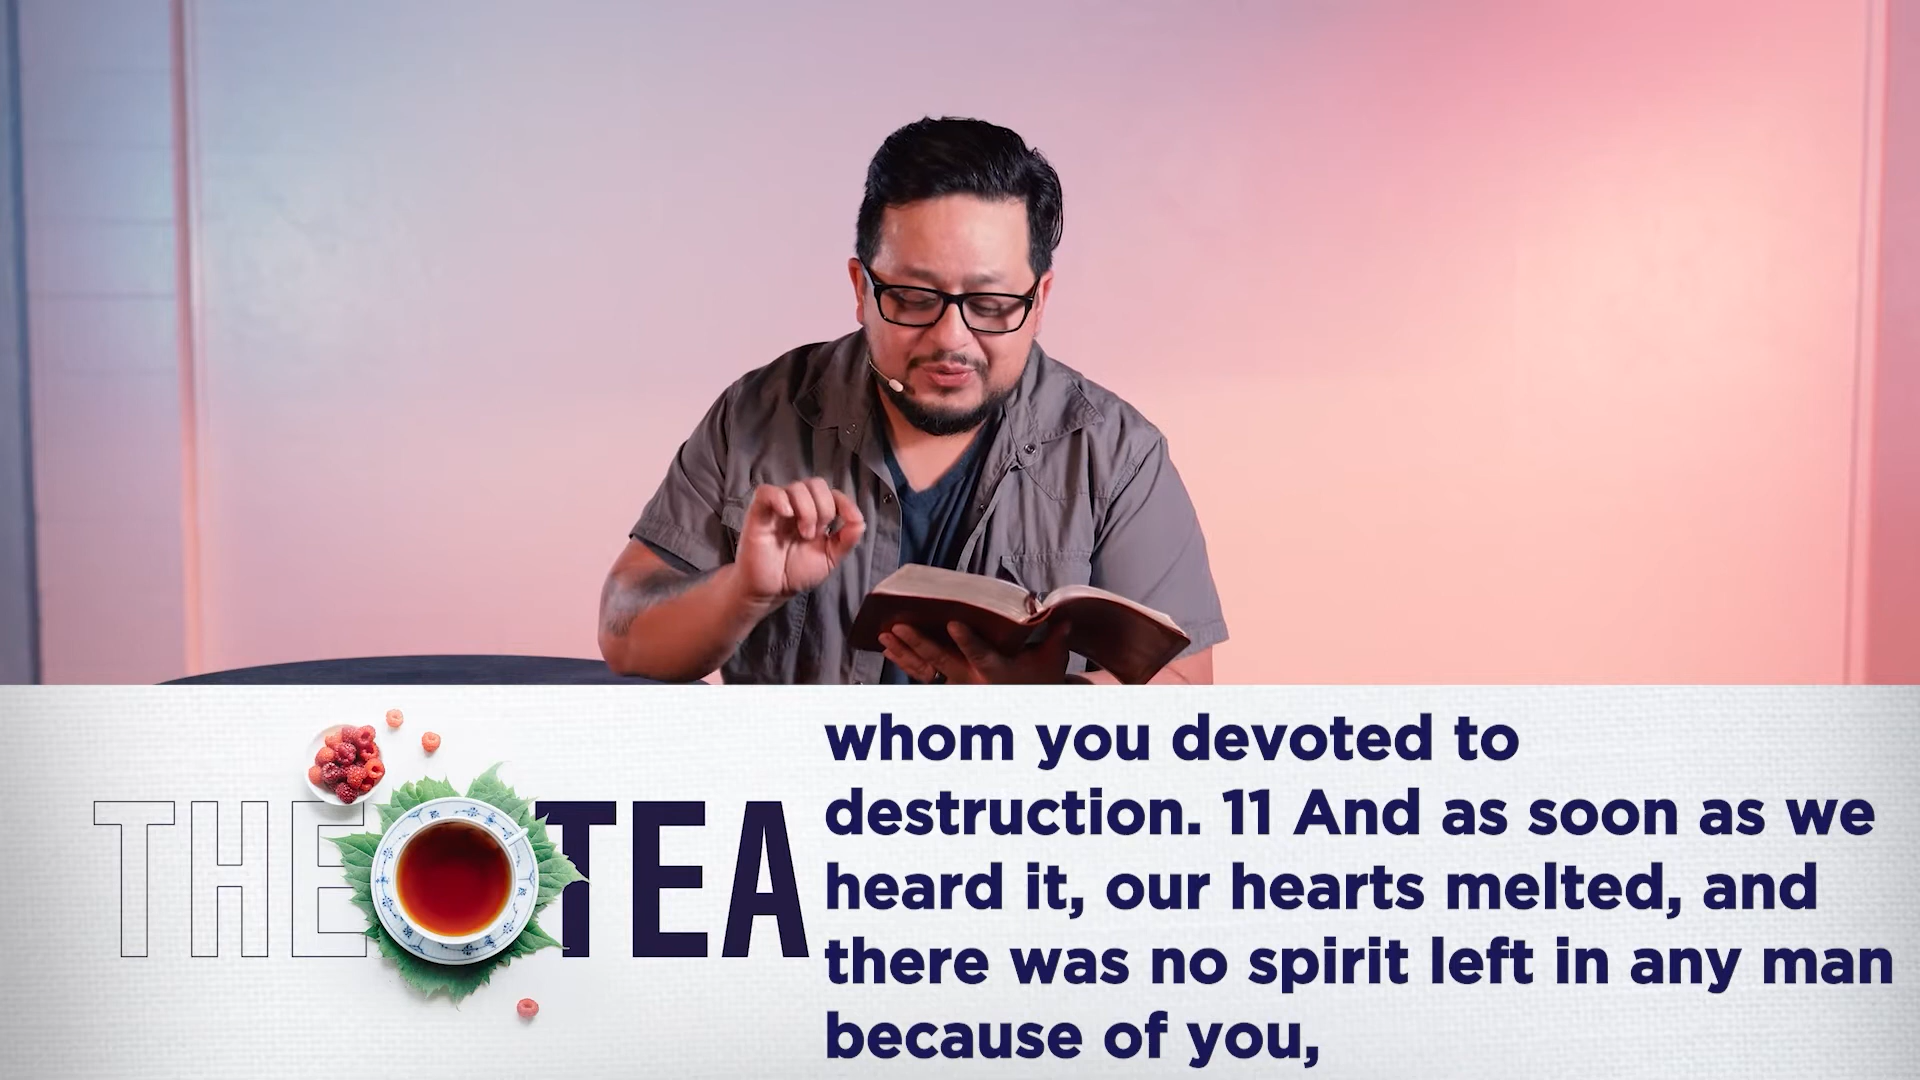 THE TEA
whom you devoted to
destruction. 11 And as soon as we
heard it, our hearts melted, and
there was no spirit left in any man
because of you,